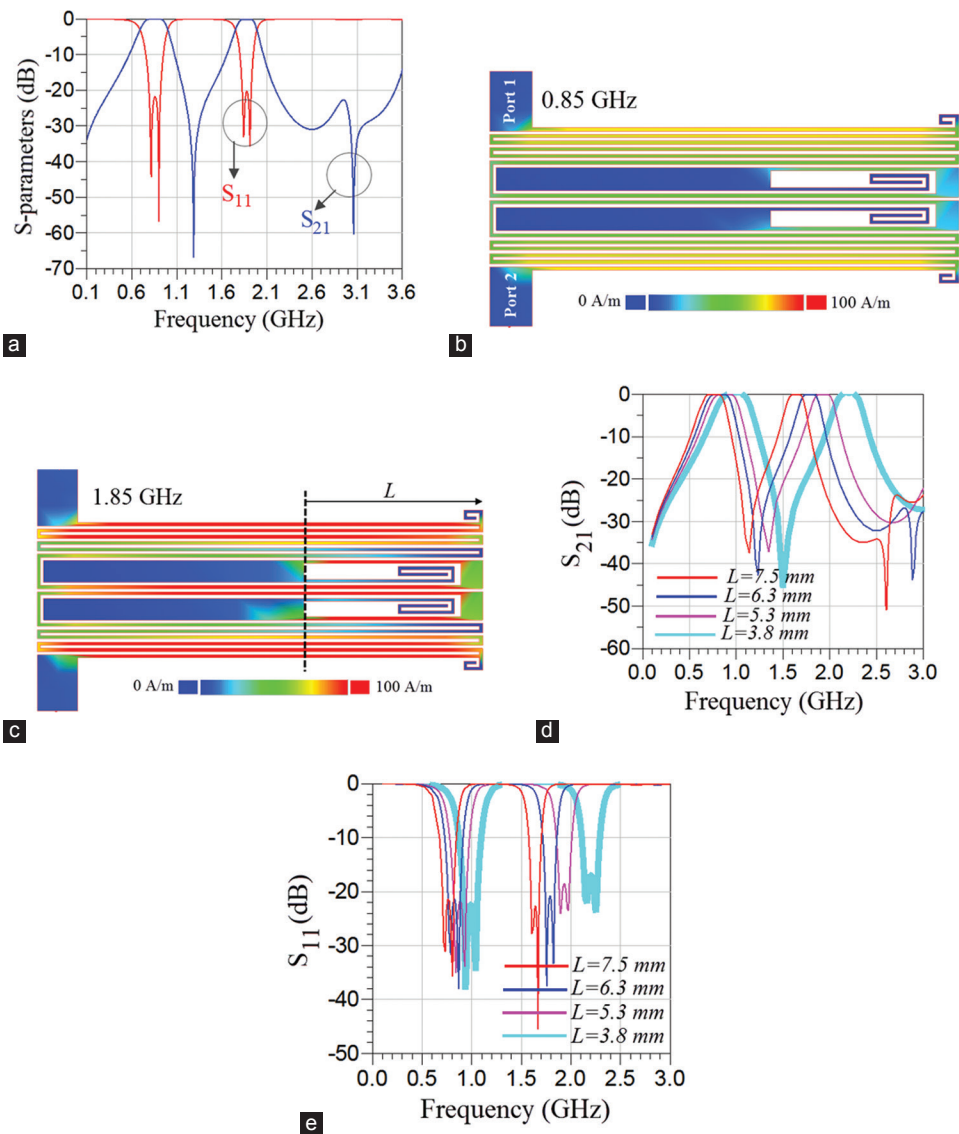 0
-10
-20
-30
-40
-50
-60
-70
S-parameters (dB)
S11
S21
0.1 0.6 1.1 1.6 2.1 2.6 3.1 3.6
Frequency (GHz)
a
Port 1
0.85 GHz
Port 2
0 A/m 100 A/m
b
1.85 GHz
L
0 A/m 100 A/m
c
0
-10
-20
-30
-40
-50
-60
S21 (dB)
L=7.5 mm
L=6.3 mm
L=5.3 mm
L=3.8 mm
0.0 0.5 1.0 1.5 2.0 2.5 3.0
Frequency (GHz)
d
0
-10
-20
-30
-40
-50
S11 (dB)
L=7.5 mm
L=6.3 mm
L=5.3 mm
L=3.8 mm
0.0 0.5 1.0 1.5 2.0 2.5 3.0
Frequency (GHz)
e